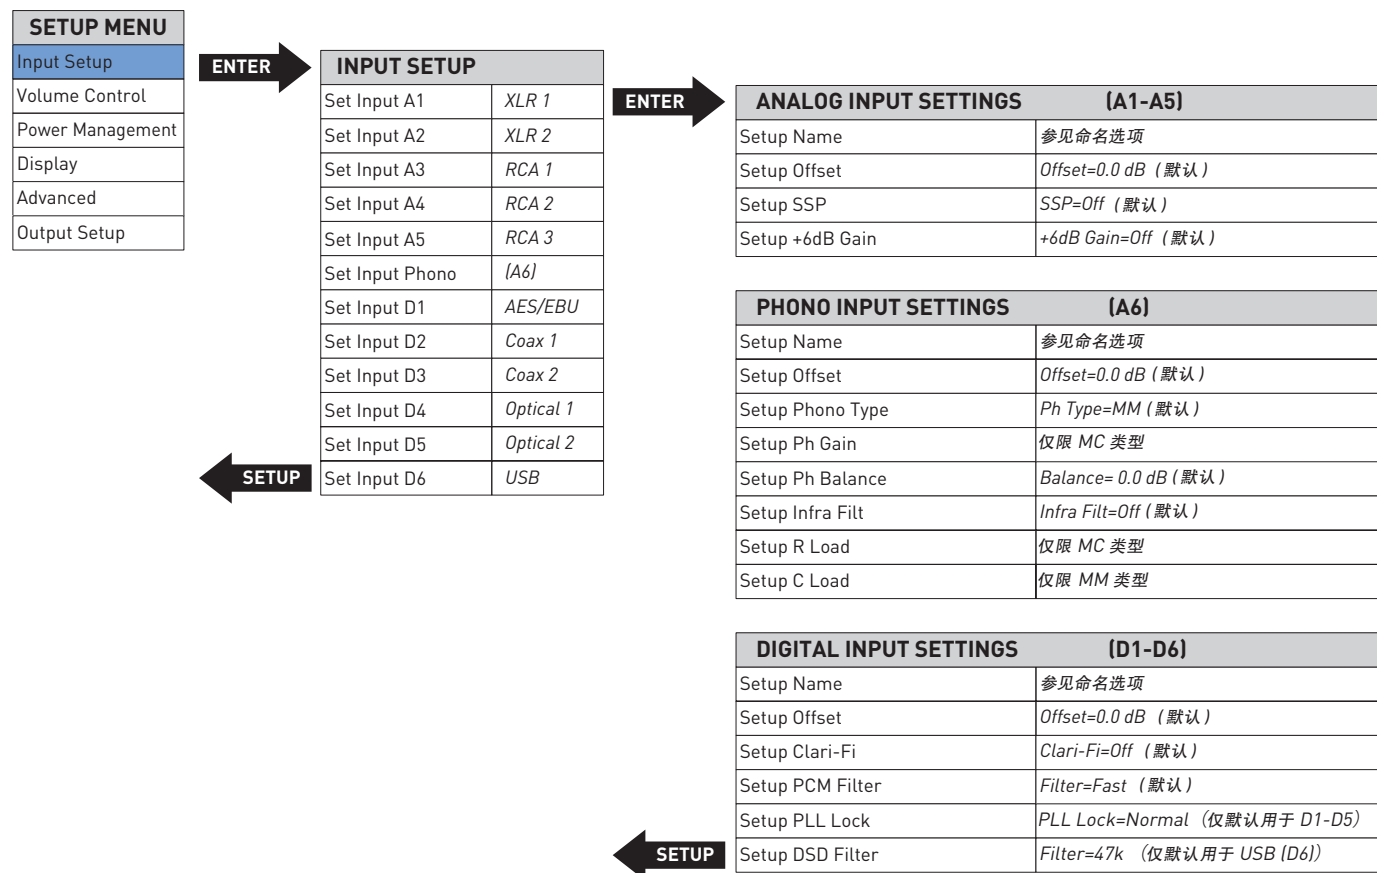 SETUP MENU
Input Setup
Volume Control
Power Management
Display
Advanced
Output Setup
ENTER
INPUT SETUP
Set Input A1 XLR 1
Set Input A2 XLR 2
Set Input A3 RCA 1
Set Input A4 RCA 2
Set Input A5 RCA 3
Set Input Phono (A6)
Set Input D1 AES/EBU
Set Input D2 Coax 1
Set Input D3 Coax 2
Set Input D4 Optical 1
Set Input D5 Optical 2
Set Input D6 USB
SETUP
ENTER
ANALOG INPUT SETTINGS (A1-A5)
Setup Name 参见命名选项
Setup Offset Offset=0.0 dB（默认）
Setup SSP SSP=Off（默认）
Setup +6dB Gain +6dB Gain=Off（默认）
PHONO INPUT SETTINGS (A6)
Setup Name 参见命名选项
Setup Offset Offset=0.0 dB（默认）
Setup Phono Type Ph Type=MM（默认）
Setup Ph Gain 仅限 MC 类型
Setup Ph Balance Balance= 0.0 dB（默认）
Setup Infra Filt Infra Filt=Off（默认）
Setup R Load 仅限 MC 类型
Setup C Load 仅限 MM 类型
DIGITAL INPUT SETTINGS (D1-D6)
Setup Name 参见命名选项
Setup Offset Offset=0.0 dB （默认）
Setup Clari-Fi Clari-Fi=Off （默认）
Setup PCM Filter Filter=Fast （默认）
Setup PLL Lock PLL Lock=Normal （仅默认用于 D1-D5）
Setup DSD Filter Filter=47k （仅默认用于 USB (D6)）
SETUP